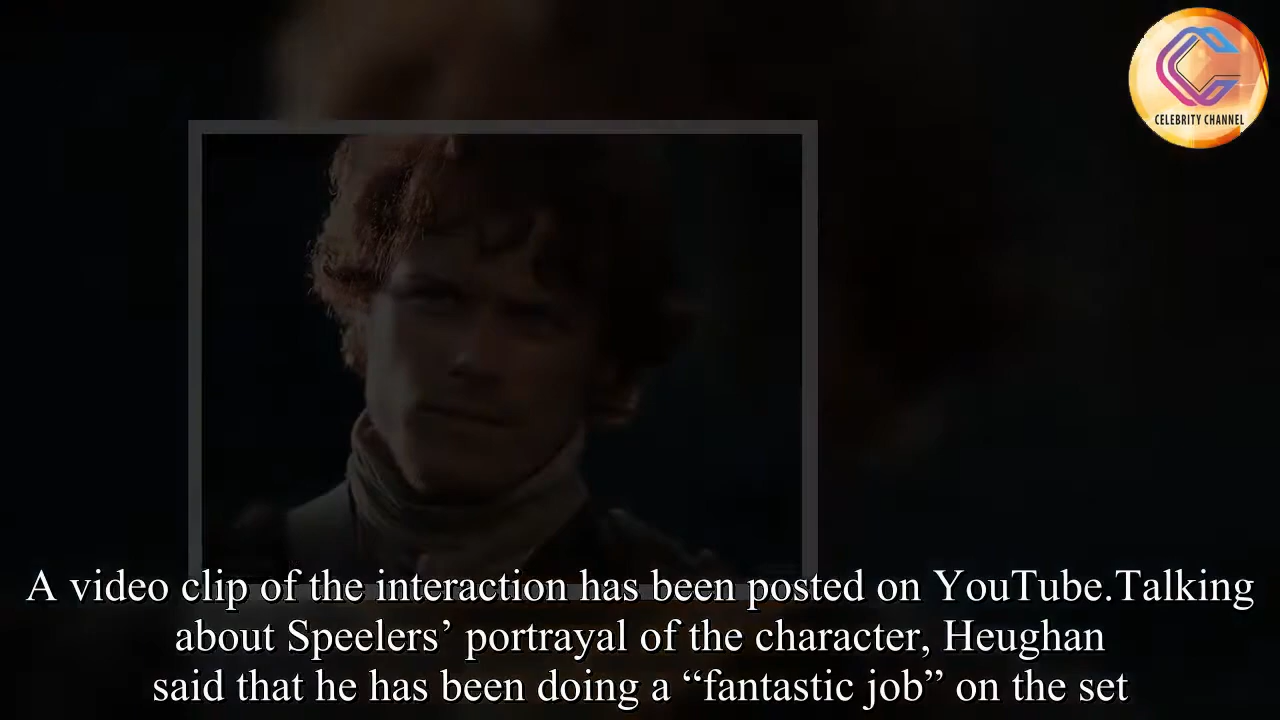 CELEBRITY CHANNEL
A video clip of the interaction has been posted on YouTube.Talking
about Speelers’ portrayal of the character, Heughan
said that he has been doing a “fantastic job” on the set